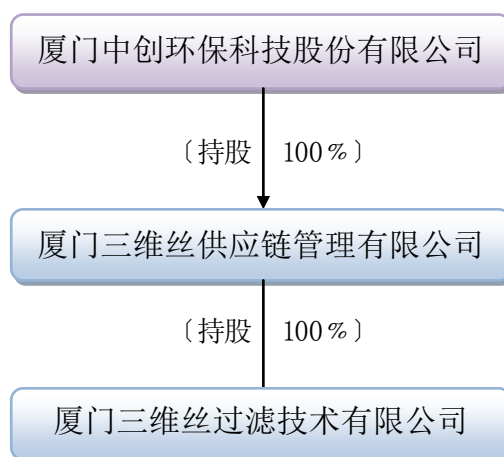 厦门中创环保科技股份有限公司
〔持股 100%〕
厦门三维丝供应链管理有限公司
〔持股 100%〕
厦门三维丝过滤技术有限公司